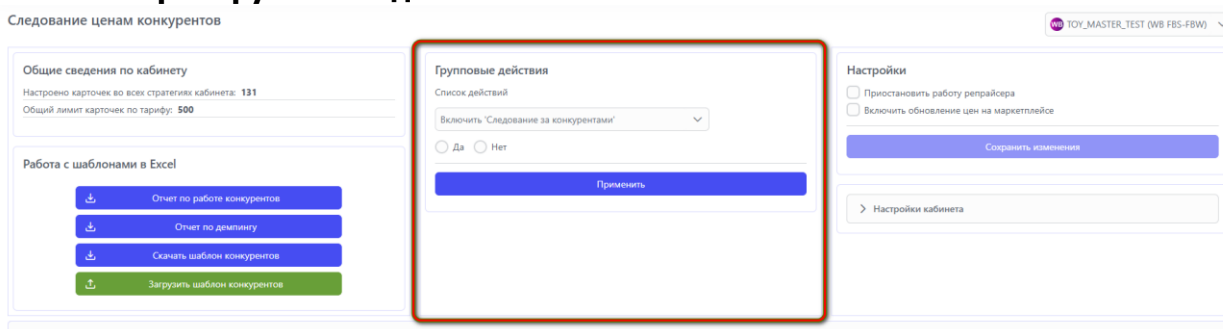 Следование ценам конкурентов
WB TOY_MASTER_TEST (WB FBS-FBW)
Общие сведения по кабинету
Настроено карточек во всех стратегиях кабинета: 131
Общий лимит карточек по тарифу: 500
Работа с шаблонами в Excel
Отчет по работе конкурентов
Отчет по демпингу
Скачать шаблон конкурентов
Загрузить шаблон конкурентов
Групповые действия
Список действий
Включить 'Следование за конкурентами'
Да Нет
Применить
Настройки
Приостановить работу репрайсера
Включить обновление цен на маркетплейсе
Сохранить изменения
Настройки кабинета